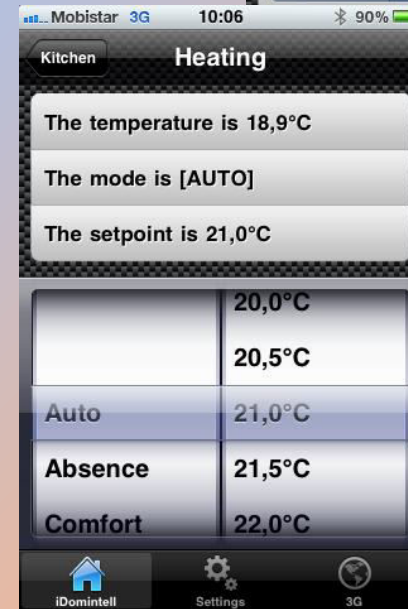 Mobistar 3G 10:06 90%
Kitchen Heating
The temperature is 18,9°C
The mode is [AUTO]
The setpoint is 21,0°C
20,0°C
20,5°C
Auto 21,0°C
Absence 21,5°C
Comfort 22,0°C
iDomintell Settings 3G